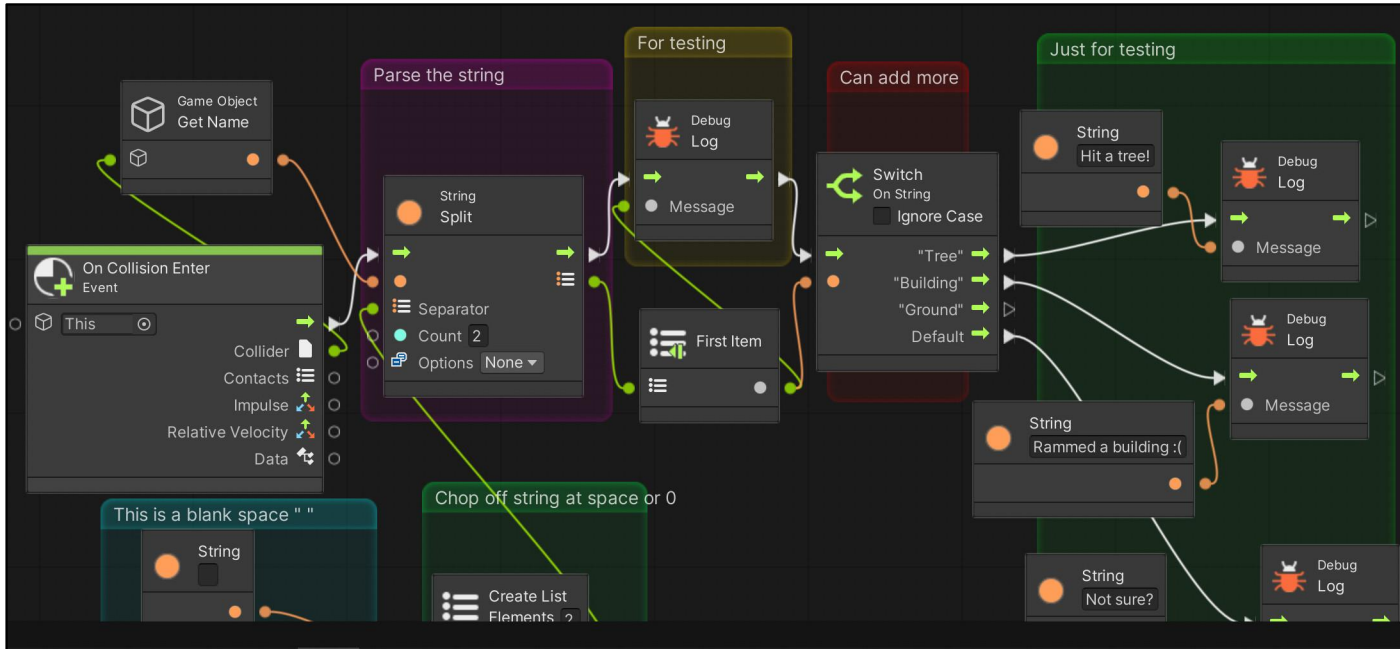 Game Object
Get Name
On Collision Enter
Event
This
Collider
Contacts
Impulse
Relative Velocity
Data
This is a blank space " "
String
Parse the string
String
Split
Separator
Count 2
Options None
Chop off string at space or 0
Create List
Elements 2
For testing
Debug
Log
Message
First Item
Can add more
Switch
On String
Ignore Case
"Tree"
"Building"
"Ground"
Default
Just for testing
String
Hit a tree!
Debug
Log
Message
Debug
Log
Message
String
Rammed a building :(
String
Not sure?
Debug
Log